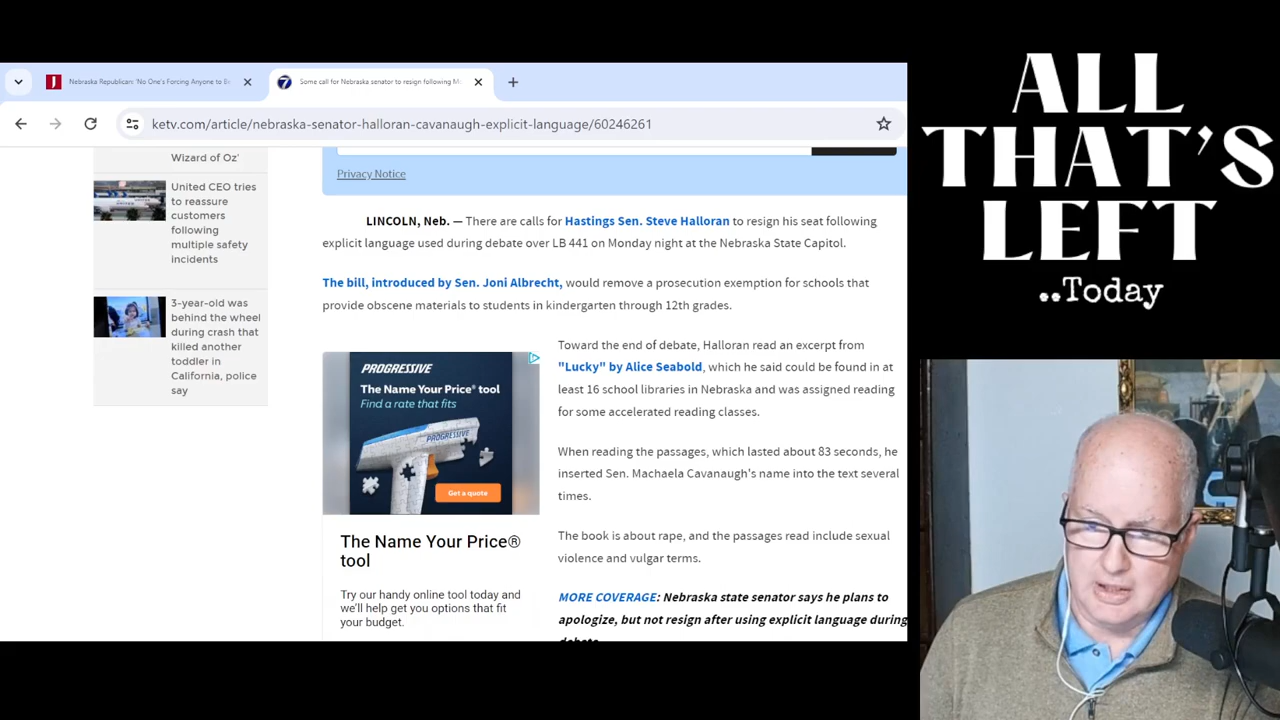 Nebraska Republican: 'No One's Forcing Anyone to
Some call for Nebraska senator to resign following
ketv.com/article/nebraska-senator-halloran-cavanaugh-explicit-language/60246261
Wizard of Oz'
United CEO tries
to reassure
customers
following
multiple safety
incidents
3-year-old was
behind the wheel
during crash that
killed another
toddler in
California, police
say
Privacy Notice
LINCOLN, Neb. — There are calls for Hastings Sen. Steve Halloran to resign his seat following
explicit language used during debate over LB 441 on Monday night at the Nebraska State Capitol.
The bill, introduced by Sen. Joni Albrecht, would remove a prosecution exemption for schools that
provide obscene materials to students in kindergarten through 12th grades.
Toward the end of debate, Halloran read an excerpt from
"Lucky" by Alice Seabold, which he said could be found in at
least 16 school libraries in Nebraska and was assigned reading
for some accelerated reading classes.
When reading the passages, which lasted about 83 seconds, he
inserted Sen. Machaela Cavanaugh's name into the text several
times.
The book is about rape, and the passages read include sexual
violence and vulgar terms.
MORE COVERAGE: Nebraska state senator says he plans to
apologize, but not resign after using explicit language during
debate
PROGRESSIVE
The Name Your Price® tool
Find a rate that fits
PROGRESSIVE
Get a quote
The Name Your Price®
tool
Try our handy online tool today and
we'll help get you options that fit
your budget.
ALL
THAT'S
LEFT
..Today